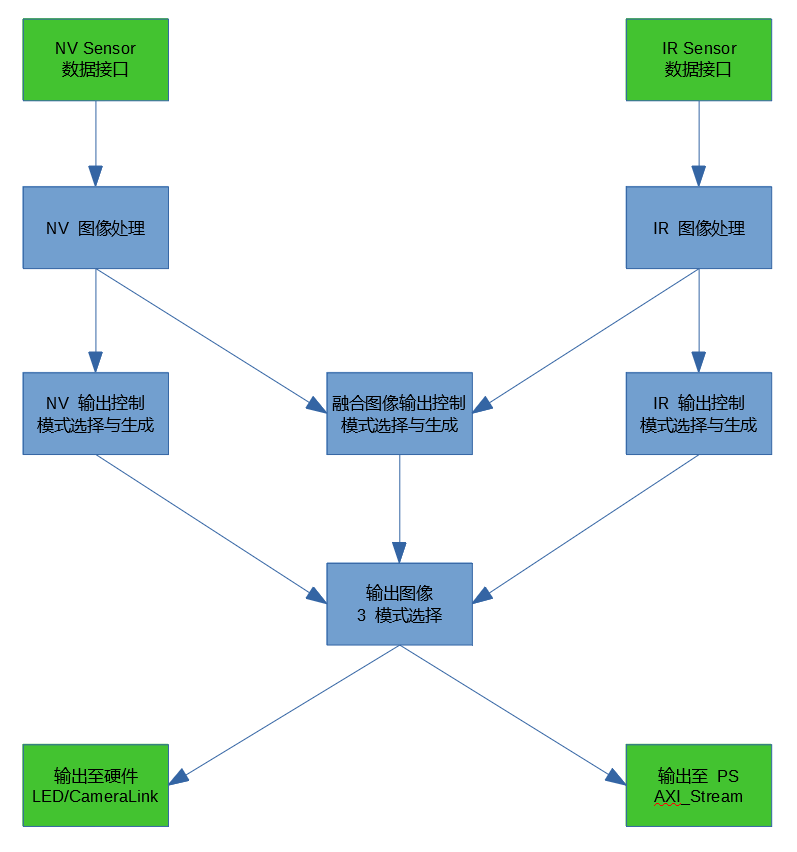 NV Sensor
数据接口
IR Sensor
数据接口
NV 图像处理
IR 图像处理
NV 输出控制
模式选择与生成
融合图像输出控制
模式选择与生成
IR 输出控制
模式选择与生成
输出图像
3 模式选择
输出至硬件
LED/CameraLink
输出至 PS
AXI_Stream